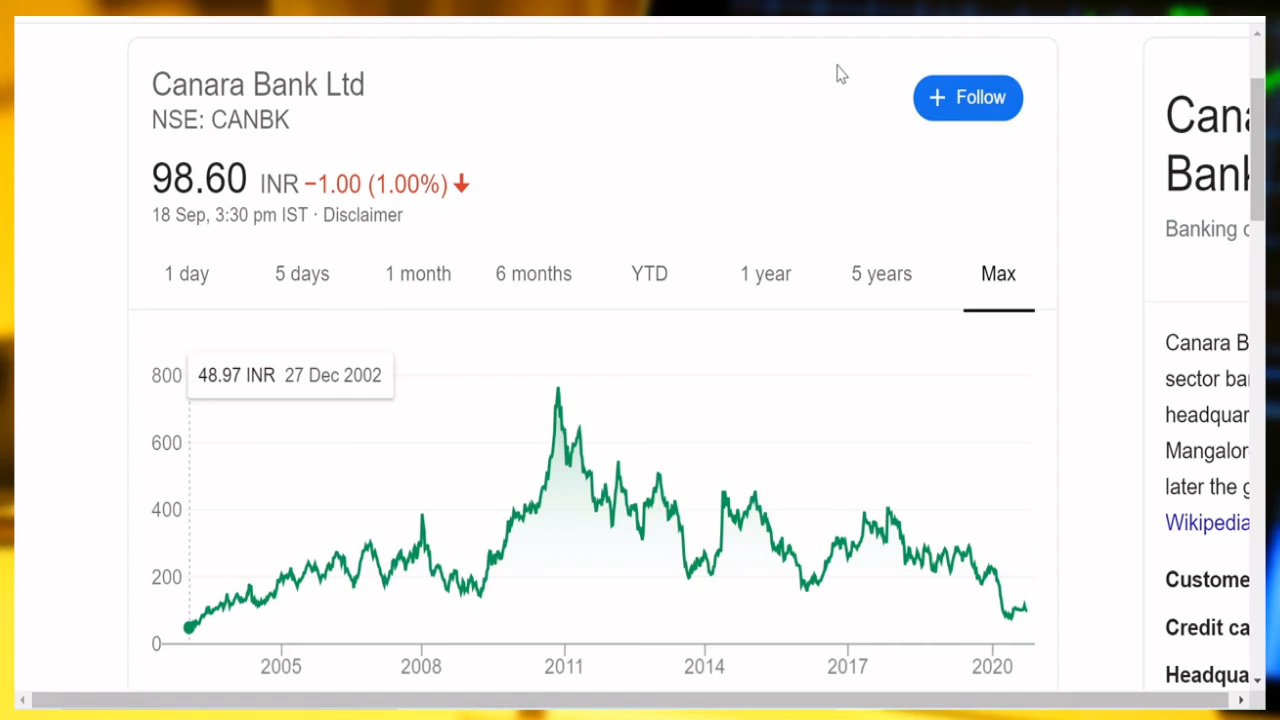 Canara Bank Ltd
NSE: CANBK
+ Follow
98.60 INR −1.00 (1.00%)
18 Sep, 3:30 pm IST · Disclaimer
1 day 5 days 1 month 6 months YTD 1 year 5 years Max
48.97 INR 27 Dec 2002
800
600
400
200
0
2005 2008 2011 2014 2017 2020
Cana
Bank
Banking
Canara B
sector
headquar
Mangalor
later the g
Wikipedia
Custome
Credit ca
Headqua